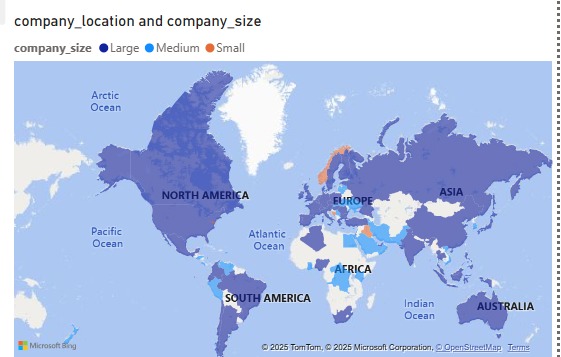 company_location and company_size
company_size Large Medium Small
Arctic
Ocean
NORTH AMERICA
EUROPE
ASIA
Pacific
Ocean
Atlantic
Ocean
AFRICA
SOUTH AMERICA
Indian
Ocean
AUSTRALIA
Microsoft Bing
© 2025 TomTom, © 2025 Microsoft Corporation, © OpenStreetMap Terms